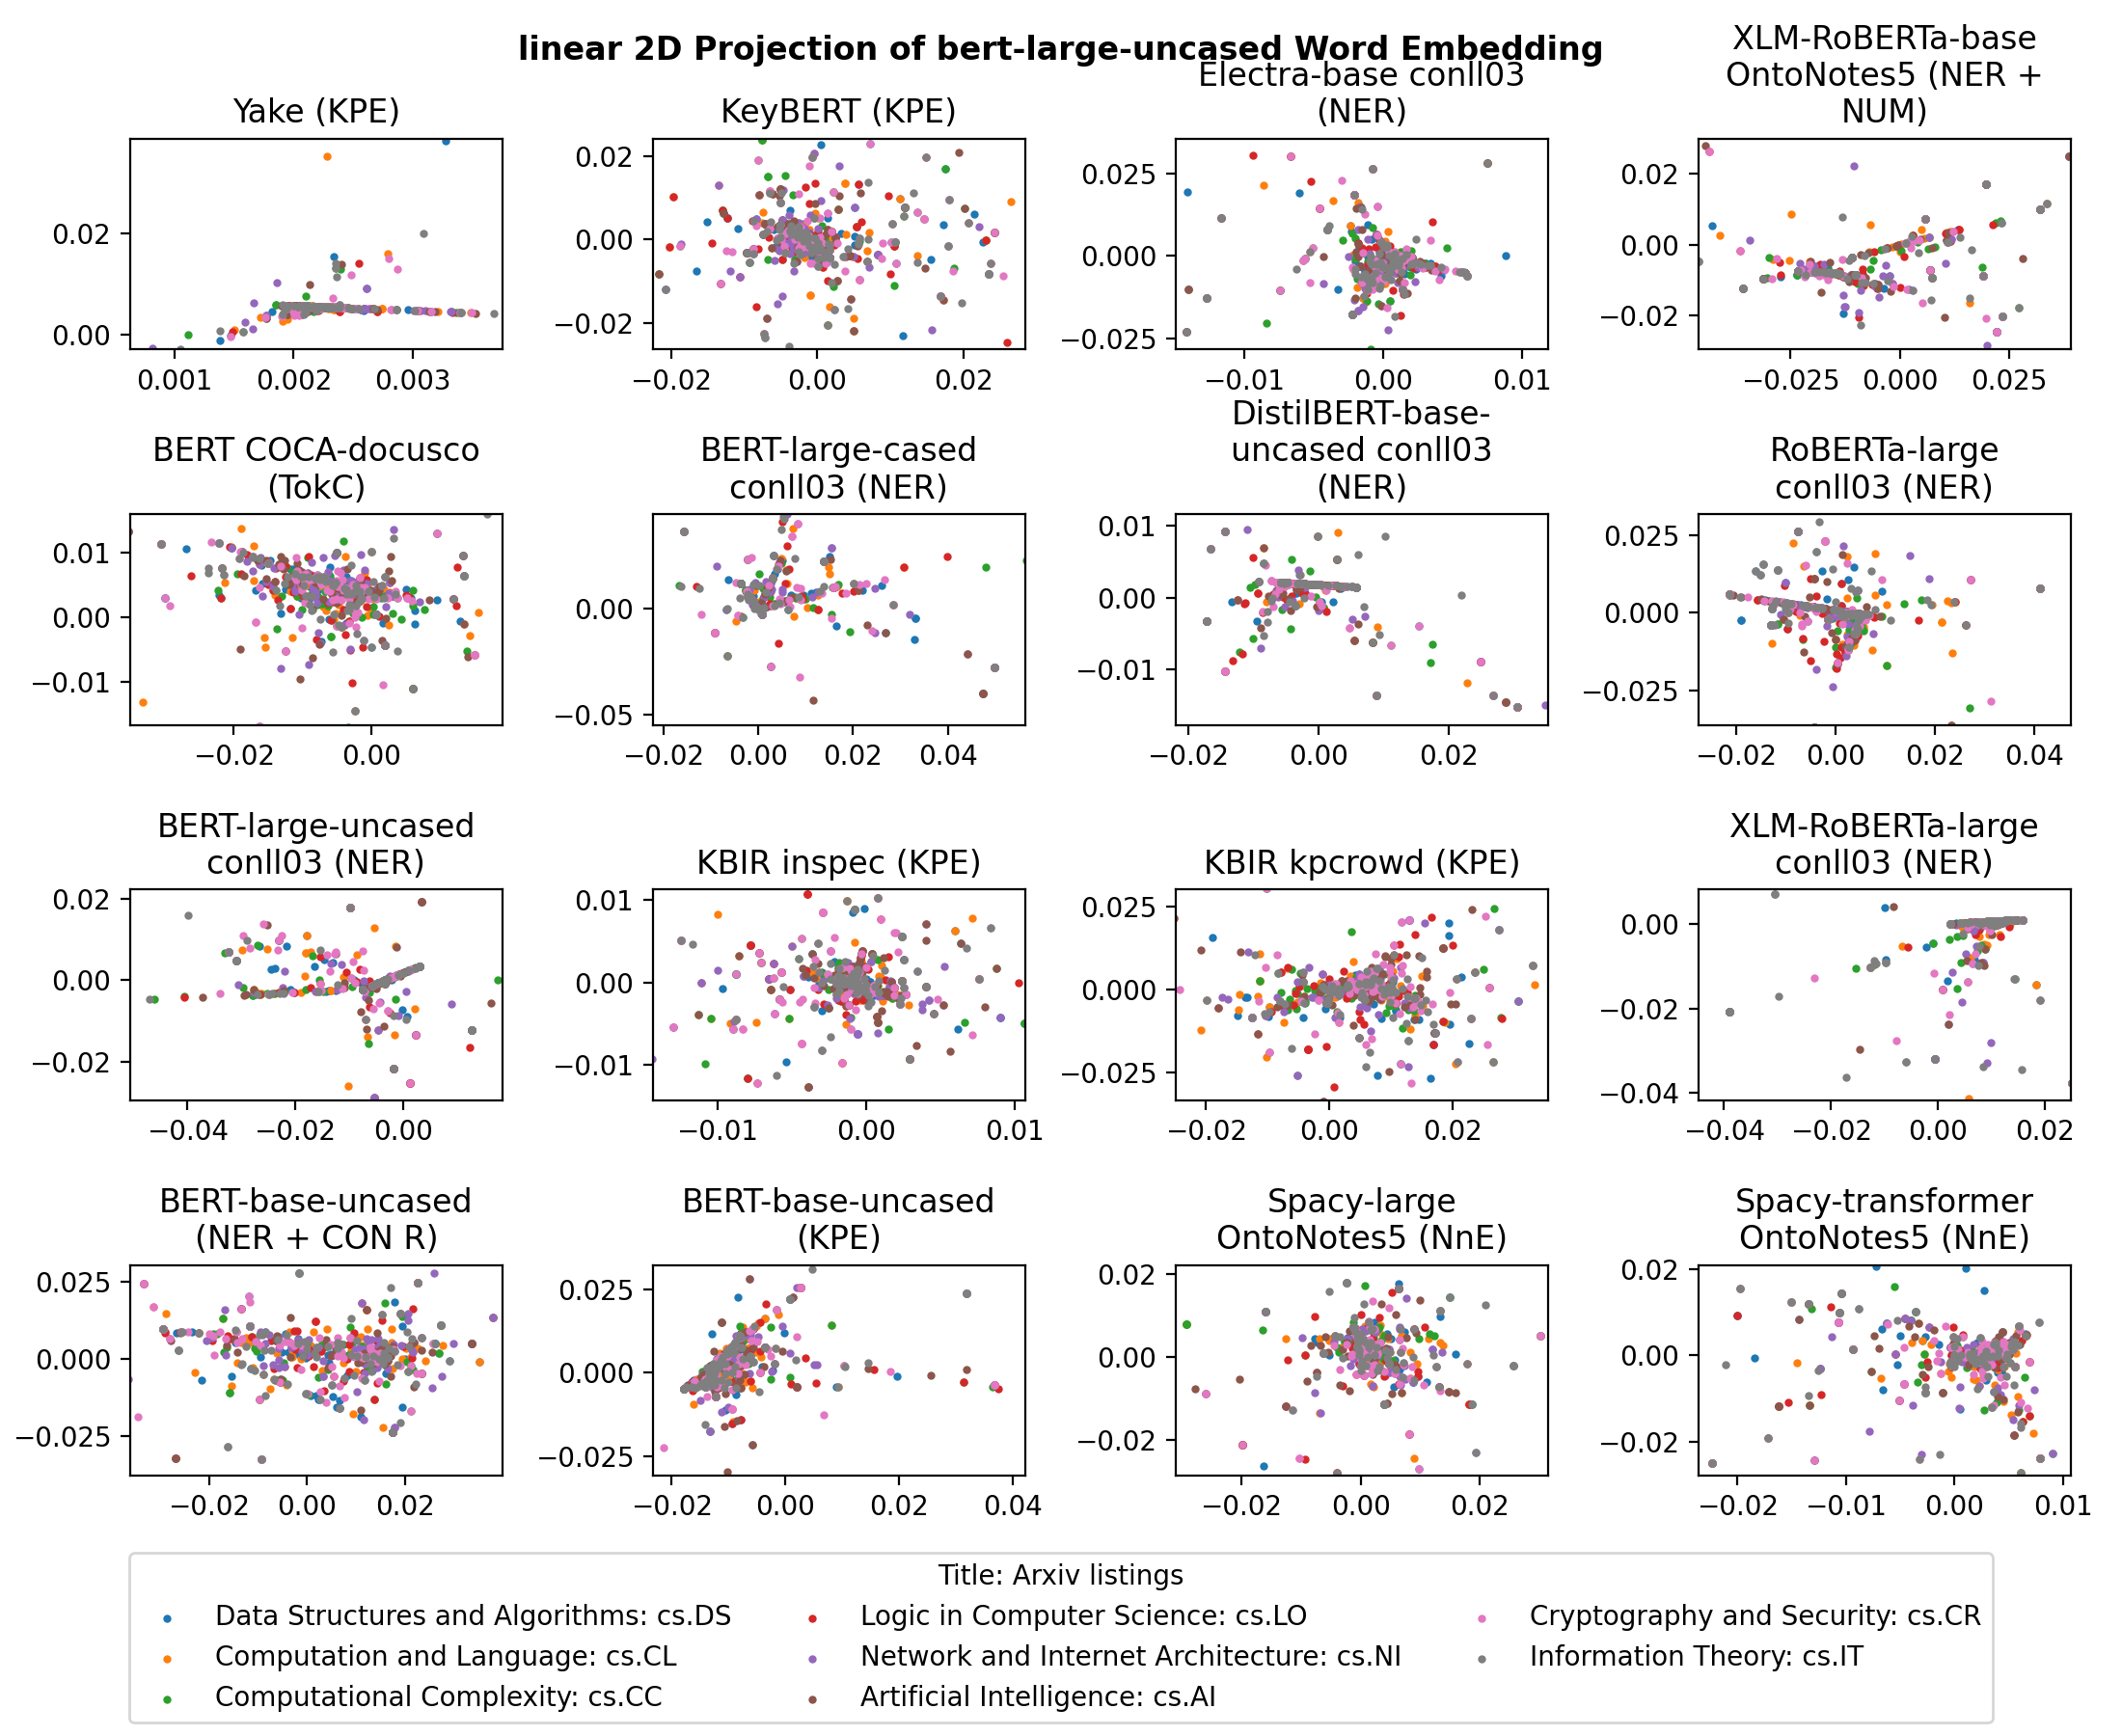 linear 2D Projection of bert-large-uncased Word Embedding
Yake (KPE)
0.02
0.00
0.001 0.002 0.003
KeyBERT (KPE)
0.02
0.00
−0.02
−0.02 0.00 0.02
Electra-base conll03
(NER)
0.025
0.000
−0.025
−0.01 0.00 0.01
XLM-RoBERTa-base
OntoNotes5 (NER +
NUM)
0.02
0.00
−0.02
−0.025 0.000 0.025
BERT COCA-docusco
(TokC)
0.01
0.00
−0.01
−0.02 0.00
BERT-large-cased
conll03 (NER)
0.00
−0.05
−0.02 0.00 0.02 0.04
DistilBERT-base-
uncased conll03
(NER)
0.01
0.00
−0.01
−0.02 0.00 0.02
RoBERTa-large
conll03 (NER)
0.025
0.000
−0.025
−0.02 0.00 0.02 0.04
BERT-large-uncased
conll03 (NER)
0.02
0.00
−0.02
−0.04 −0.02 0.00
KBIR inspec (KPE)
0.01
0.00
−0.01
−0.01 0.00 0.01
KBIR kpcrowd (KPE)
0.025
0.000
−0.025
−0.02 0.00 0.02
XLM-RoBERTa-large
conll03 (NER)
0.00
−0.02
−0.04
−0.04 −0.02 0.00 0.02
BERT-base-uncased
(NER + CON R)
0.025
0.000
−0.025
−0.02 0.00 0.02
BERT-base-uncased
(KPE)
0.025
0.000
−0.025
−0.02 0.00 0.02 0.04
Spacy-large
OntoNotes5 (NnE)
0.02
0.00
−0.02
−0.02 0.00 0.02
Spacy-transformer
OntoNotes5 (NnE)
0.02
0.00
−0.02
−0.02 −0.01 0.00 0.01
Title: Arxiv listings
Data Structures and Algorithms: cs.DS
Computation and Language: cs.CL
Computational Complexity: cs.CC
Logic in Computer Science: cs.LO
Network and Internet Architecture: cs.NI
Artificial Intelligence: cs.AI
Cryptography and Security: cs.CR
Information Theory: cs.IT